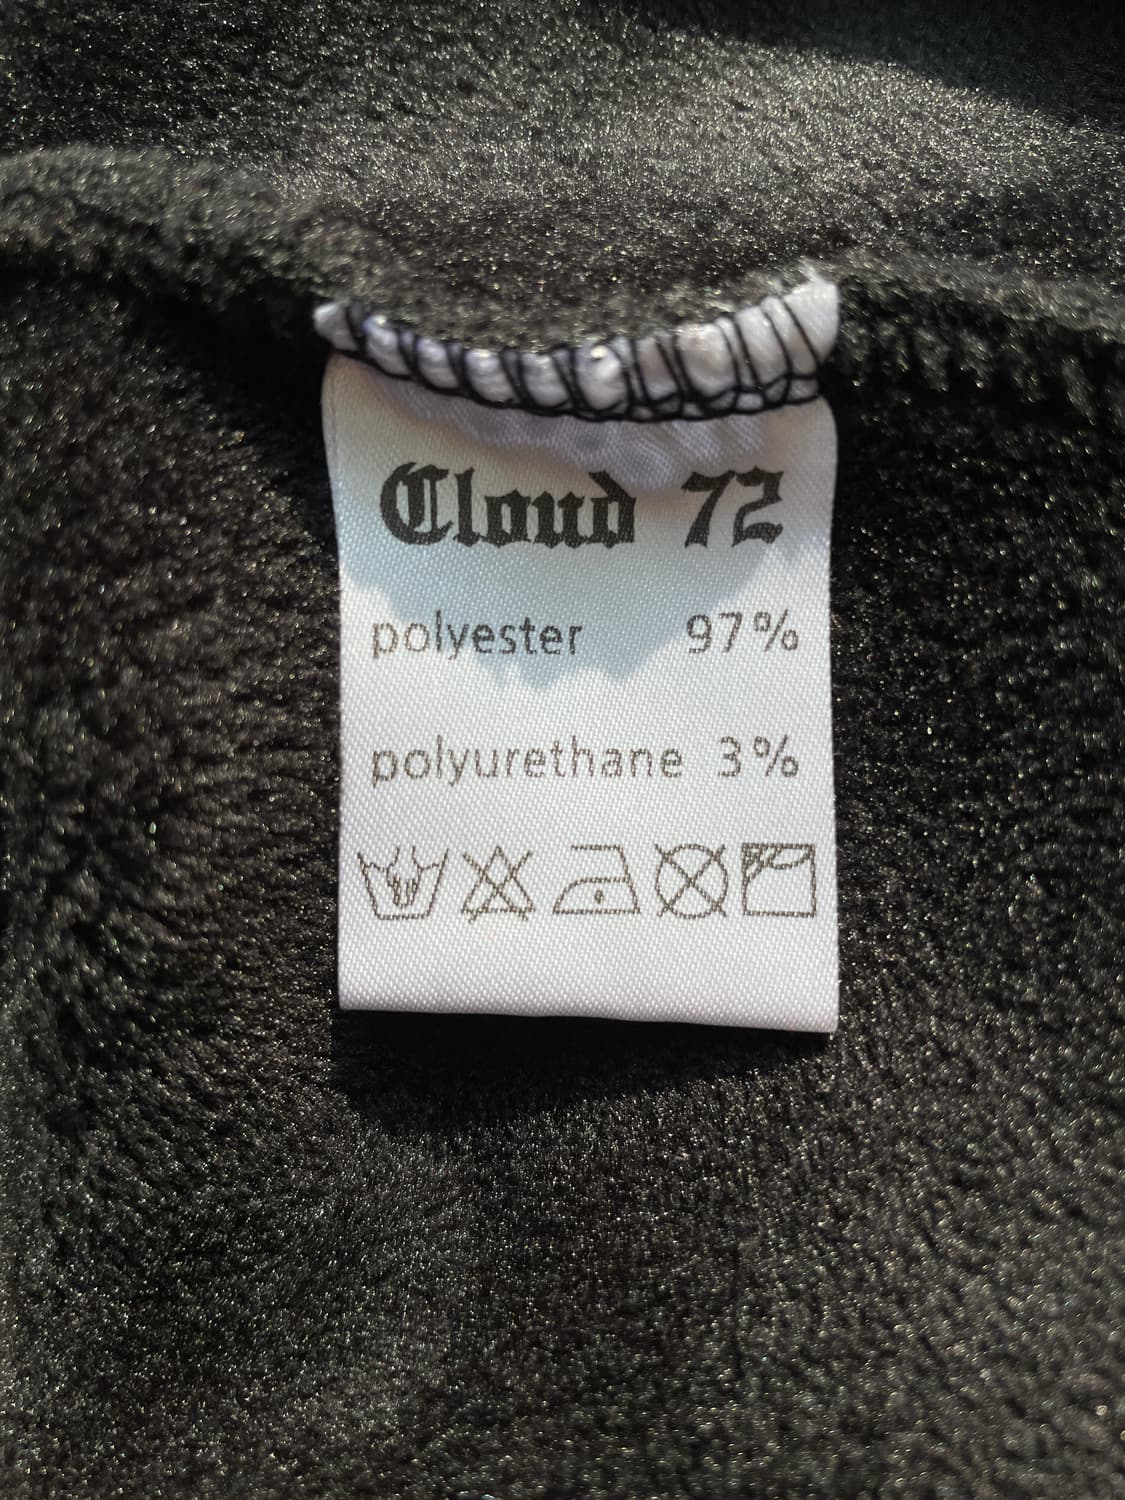 Cloud 72
polyester 97%
polyurethane 3%